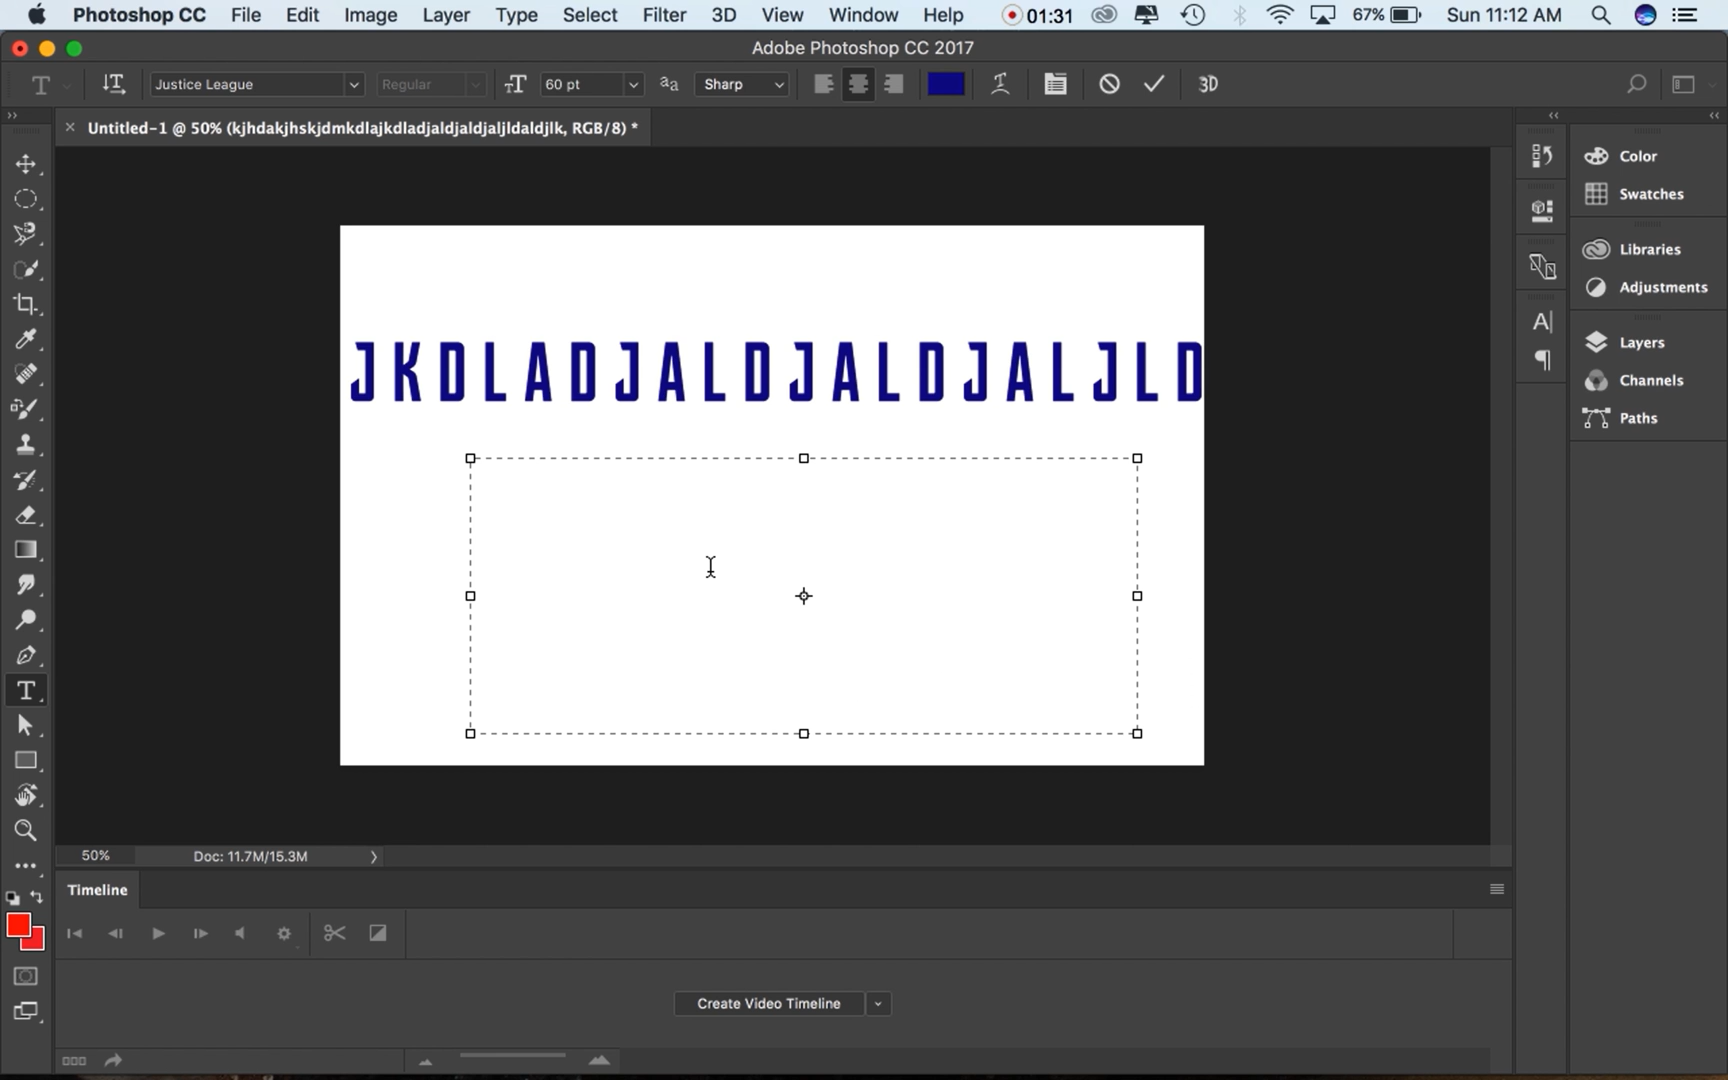 Photoshop CC File Edit Image Layer Type Select Filter 3D View Window Help 01:31 67% Sun 11:12 AM
Adobe Photoshop CC 2017
T Justice League Regular 60 pt aa Sharp 3D
Untitled-1 @ 50% (kjhdakjhskjdmkdlajkdladjaldjaldjaljldaldjlk, RGB/8) *
Color
Swatches
Libraries
Adjustments
Layers
Channels
Paths
JKDLADJALDJALDJALJLD
50% Doc: 11.7M/15.3M
Timeline
Create Video Timeline